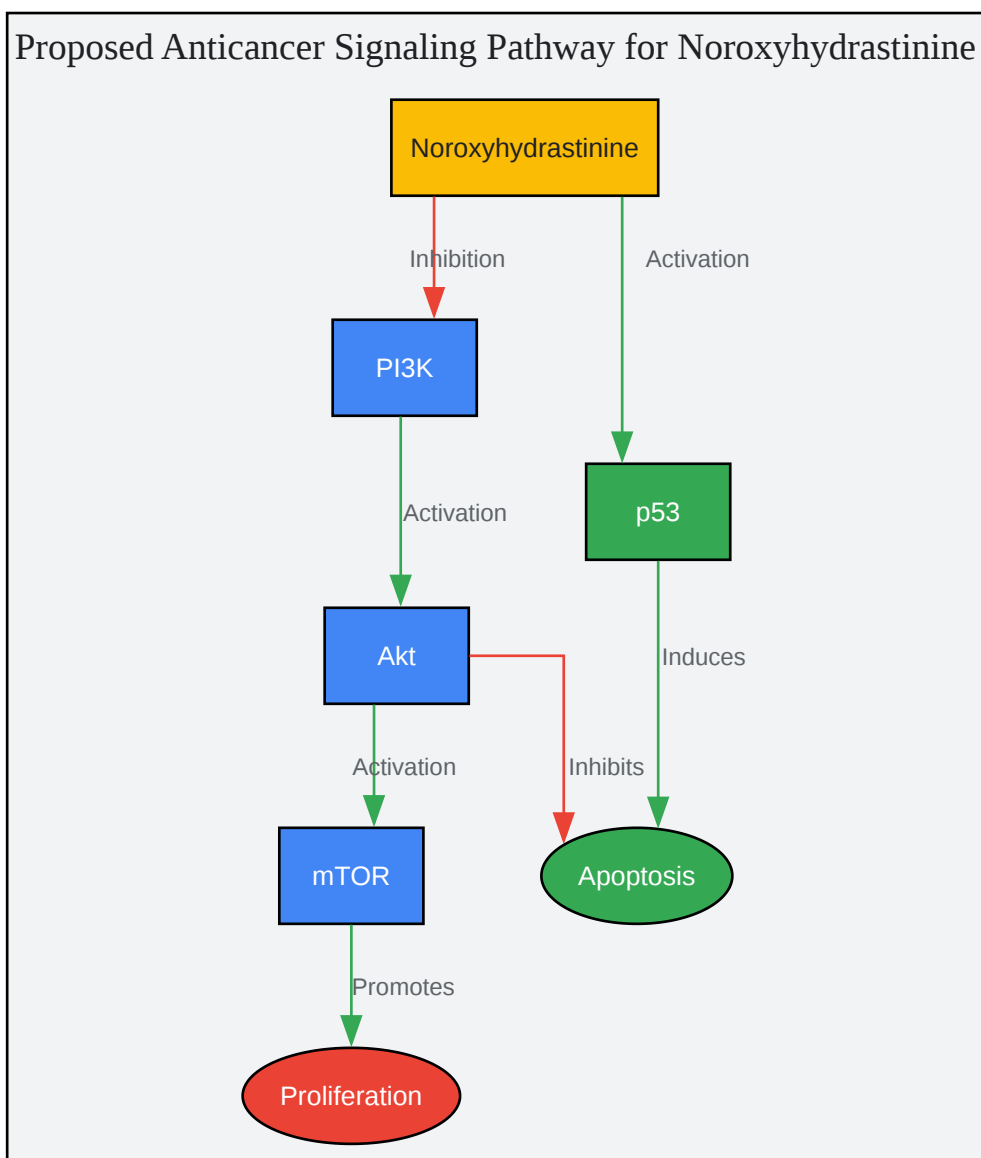 Proposed Anticancer Signaling Pathway for Noroxyhydrastinine
Noroxyhydrastinine
Inhibition
Activation
PI3K
Activation
p53
Akt
Induces
Activation
Inhibits
mTOR
Apoptosis
Promotes
Proliferation